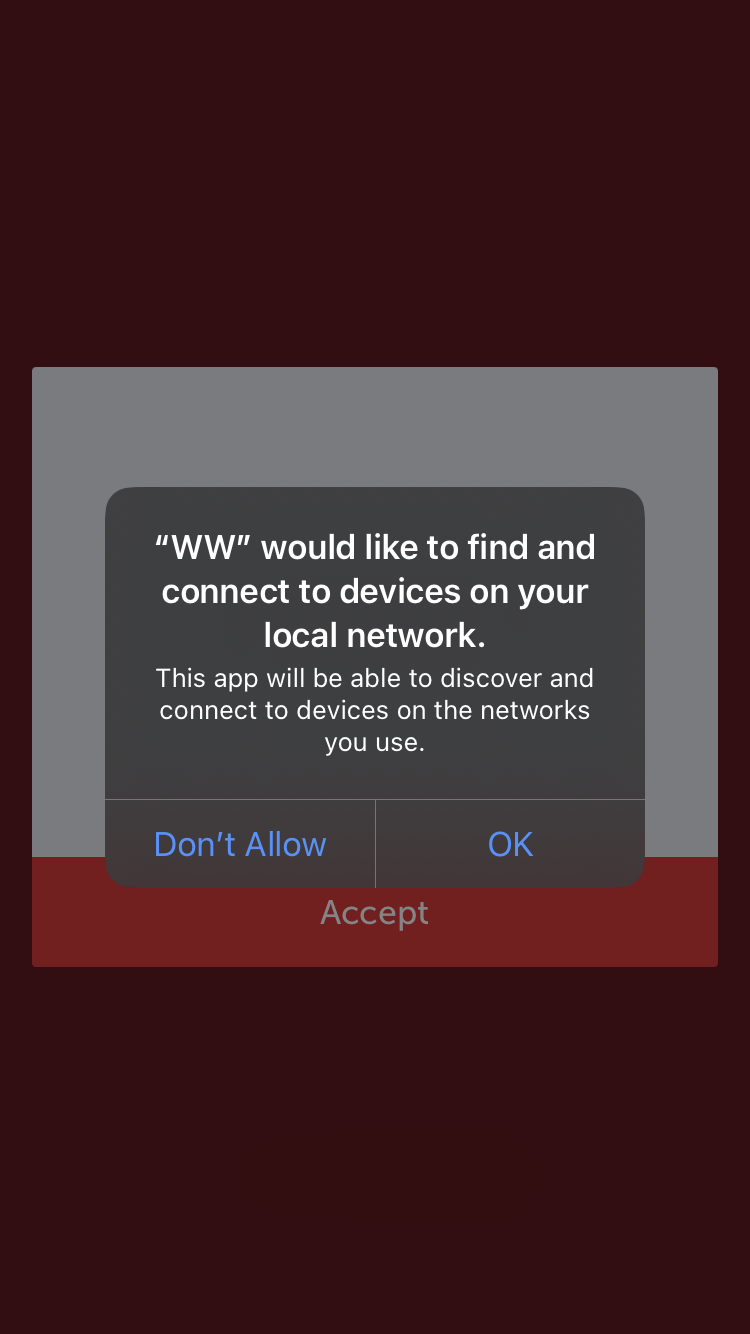 “WW” would like to find and
connect to devices on your
local network.
This app will be able to discover and
connect to devices on the networks
you use.
Don’t Allow
OK
Accept